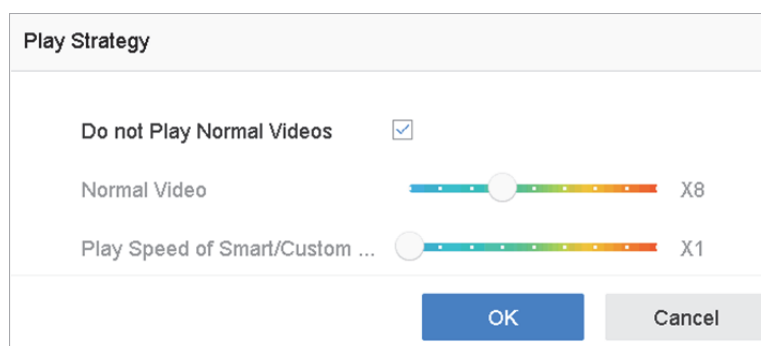 Play Strategy
Do not Play Normal Videos
Normal Video X8
Play Speed of Smart/Custom ... X1
OK Cancel